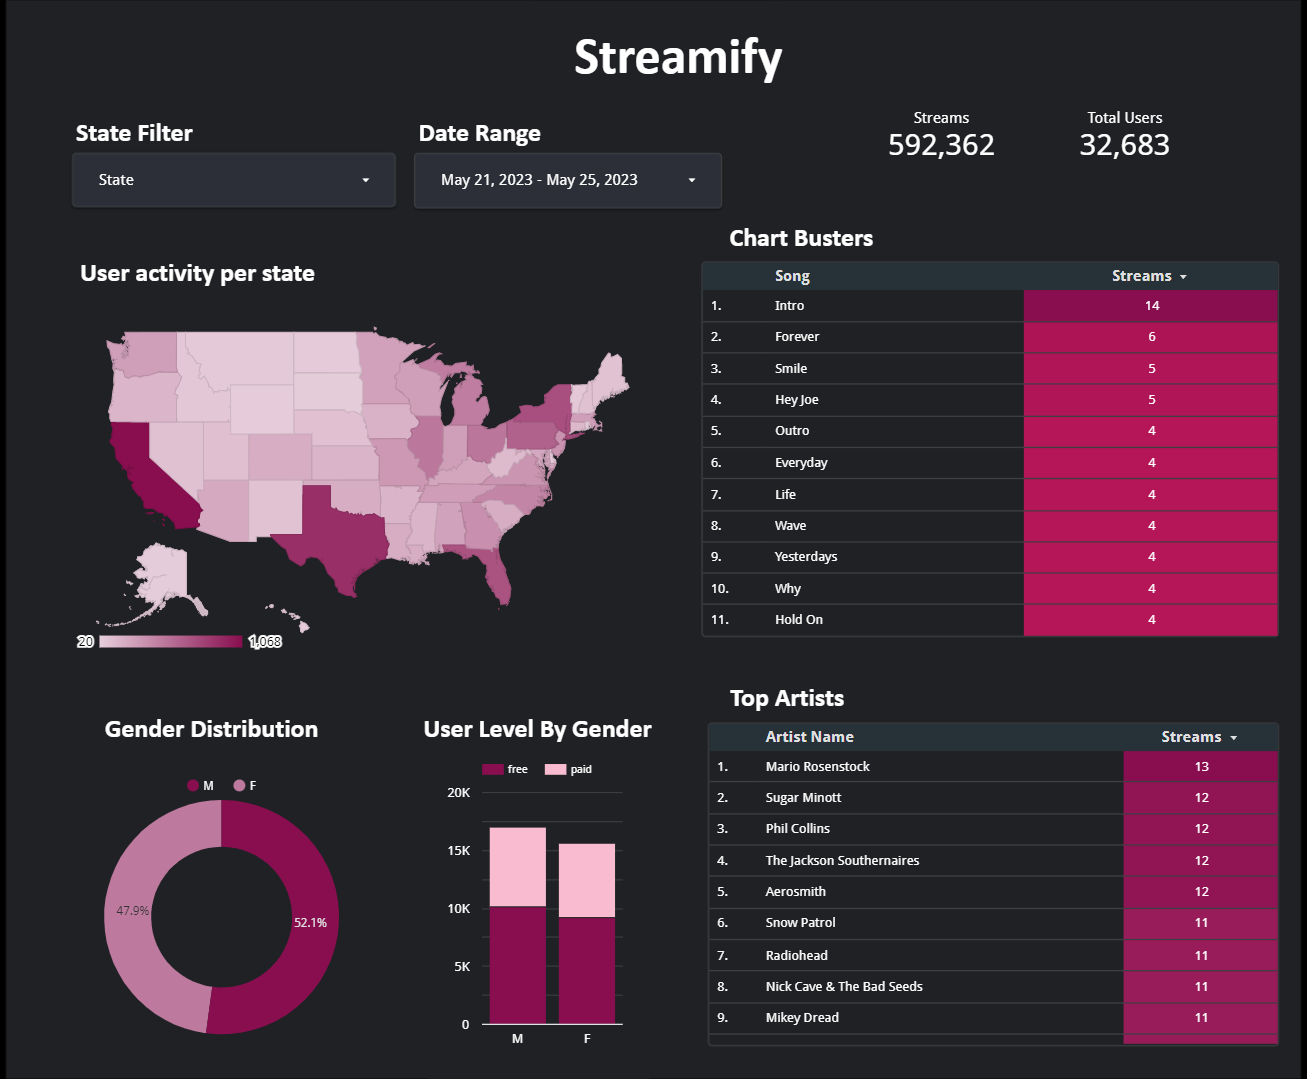 Streamify
State Filter
State
Date Range
May 21, 2023 - May 25, 2023
Streams
592,362
Total Users
32,683
User activity per state
20
1,068
Chart Busters
Song Streams
1. Intro 14
2. Forever 6
3. Smile 5
4. Hey Joe 5
5. Outro 4
6. Everyday 4
7. Life 4
8. Wave 4
9. Yesterdays 4
10. Why 4
11. Hold On 4
Gender Distribution
M F
47.9%
52.1%
User Level By Gender
free paid
20K
15K
10K
5K
0
M F
Top Artists
Artist Name Streams
1. Mario Rosenstock 13
2. Sugar Minott 12
3. Phil Collins 12
4. The Jackson Southernaires 12
5. Aerosmith 12
6. Snow Patrol 11
7. Radiohead 11
8. Nick Cave & The Bad Seeds 11
9. Mikey Dread 11